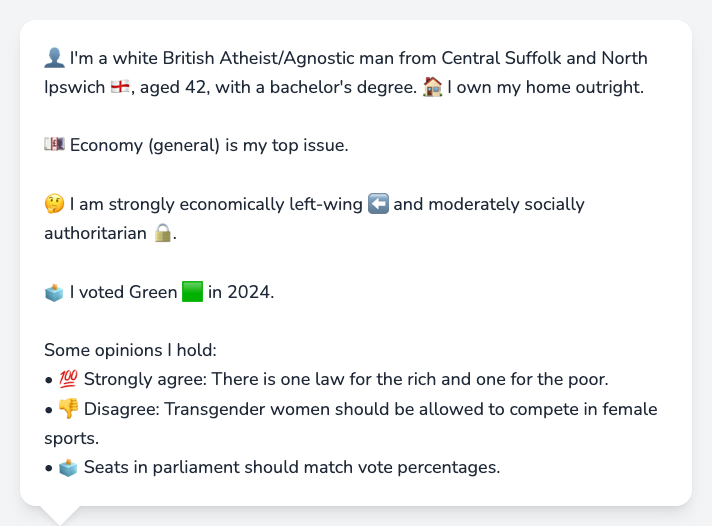 👤 I'm a white British Atheist/Agnostic man from Central Suffolk and North
Ipswich 🏴󠁧󠁢󠁥󠁮󠁧󠁿, aged 42, with a bachelor's degree. 🏠 I own my home outright.
💷 Economy (general) is my top issue.
🤔 I am strongly economically left-wing ⬅️ and moderately socially
authoritarian 🔒.
🗳️ I voted Green 🟩 in 2024.
Some opinions I hold:
• 💯 Strongly agree: There is one law for the rich and one for the poor.
• 👎 Disagree: Transgender women should be allowed to compete in female
sports.
• 🗳️ Seats in parliament should match vote percentages.